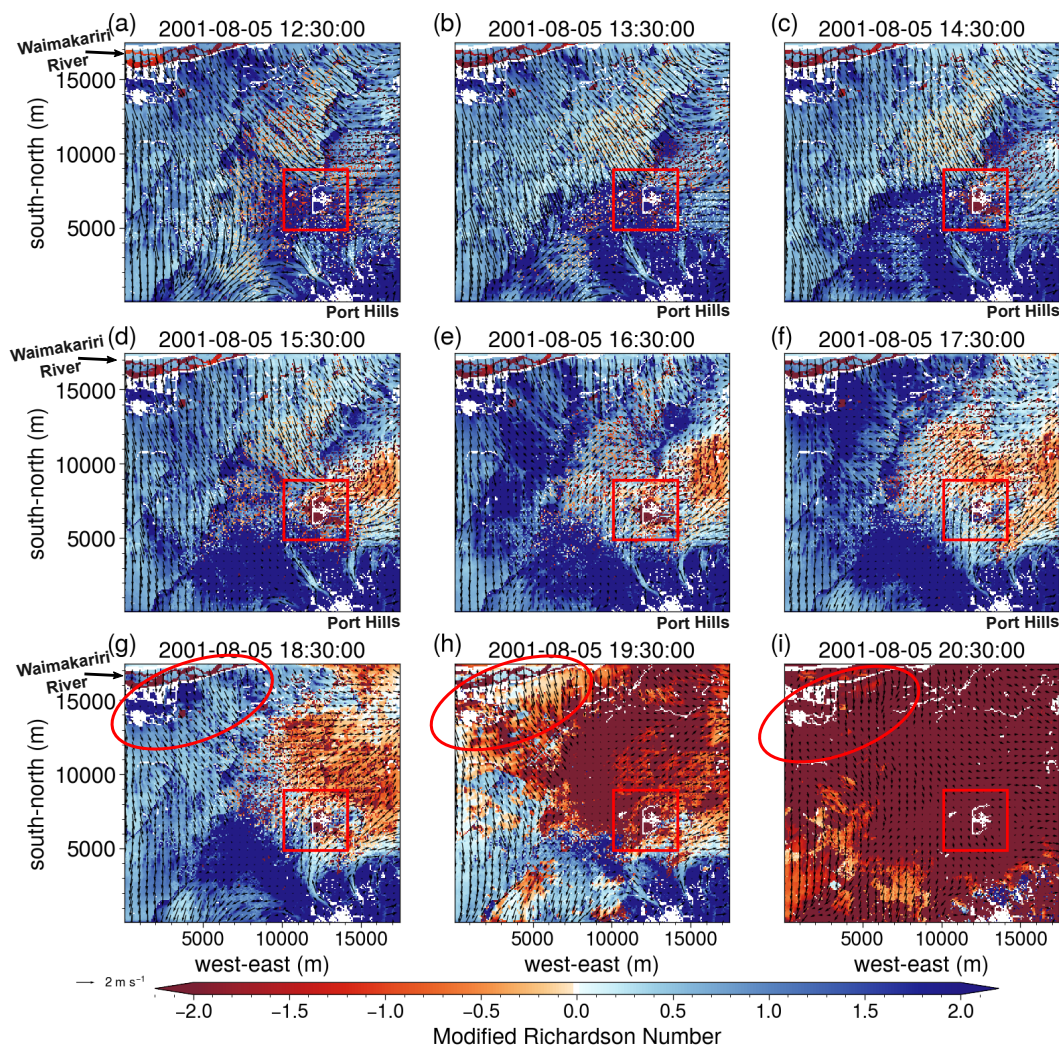 (a) 2001-08-05 12:30:00
(b) 2001-08-05 13:30:00
(c) 2001-08-05 14:30:00
Waimakariri
River
south-north (m)
15000
10000
5000
Port Hills
Port Hills
Port Hills
(d) 2001-08-05 15:30:00
(e) 2001-08-05 16:30:00
(f) 2001-08-05 17:30:00
Waimakariri
River
south-north (m)
15000
10000
5000
Port Hills
Port Hills
Port Hills
(g) 2001-08-05 18:30:00
(h) 2001-08-05 19:30:00
(i) 2001-08-05 20:30:00
Waimakariri
River
south-north (m)
15000
10000
5000
5000 10000 15000
5000 10000 15000
5000 10000 15000
west-east (m)
west-east (m)
west-east (m)
2 m s⁻¹
−2.0 −1.5 −1.0 −0.5 0.0 0.5 1.0 1.5 2.0
Modified Richardson Number